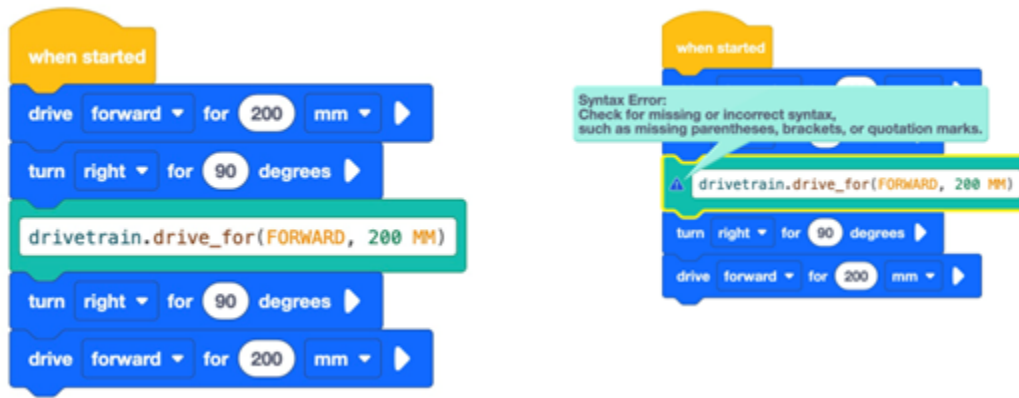 when started
drive forward for 200 mm
turn right for 90 degrees
drivetrain.drive_for(FORWARD, 200 MM)
turn right for 90 degrees
drive forward for 200 mm
when started
Syntax Error:
Check for missing or incorrect syntax,
such as missing parentheses, brackets, or quotation marks.
drivetrain.drive_for(FORWARD, 200 MM)
turn right for 90 degrees
drive forward for 200 mm